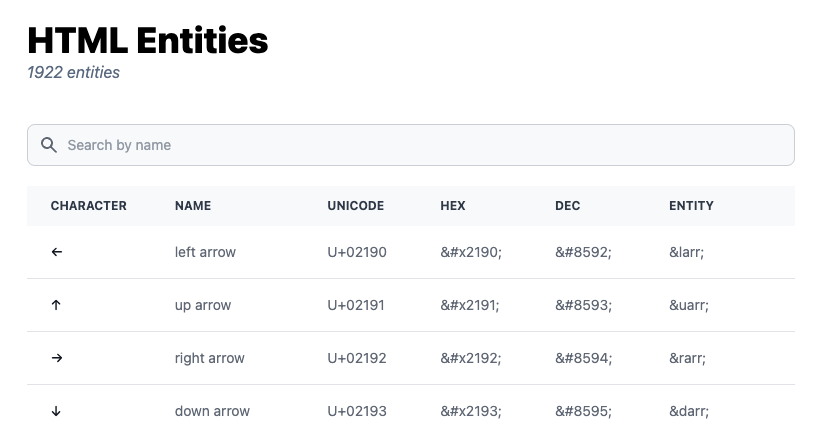 HTML Entities
1922 entities
Search by name
CHARACTER NAME UNICODE HEX DEC ENTITY
← left arrow U+02190 &#x2190; &#8592; &larr;
↑ up arrow U+02191 &#x2191; &#8593; &uarr;
→ right arrow U+02192 &#x2192; &#8594; &rarr;
↓ down arrow U+02193 &#x2193; &#8595; &darr;